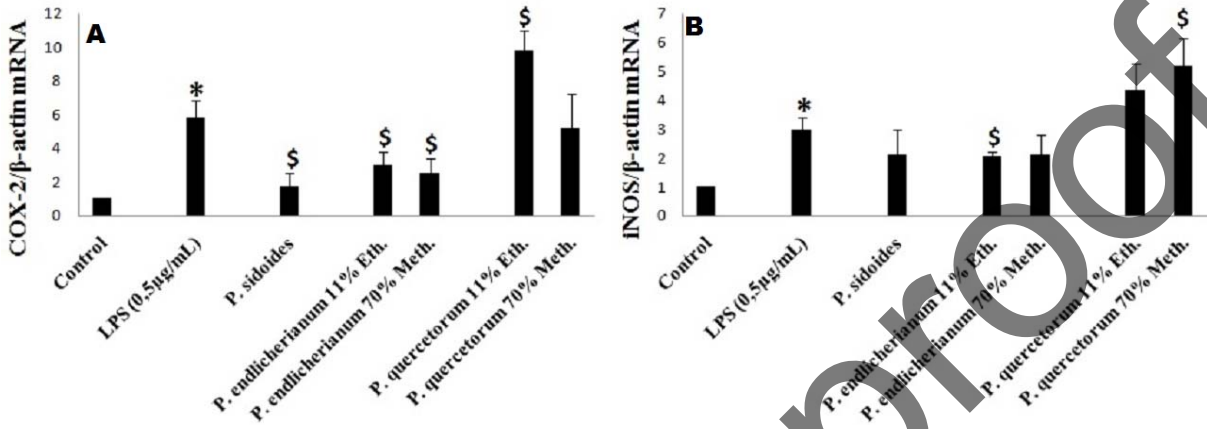 A
COX-2/β-actin mRNA
12
10
8
6
4
2
0
*
$
$
$
$
Control
LPS (0,5µg/mL)
P. sidoides
P. endlicherianum 11% Eth.
P. endlicherianum 70% Meth.
P. quercetorum 11% Eth.
P. quercetorum 70% Meth.
B
iNOS/β-actin mRNA
7
6
5
4
3
2
1
0
*
$
$
Control
LPS (0,5µg/mL)
P. sidoides
P. endlicherianum 11% Eth.
P. endlicherianum 70% Meth.
P. quercetorum 11% Eth.
P. quercetorum 70% Meth.
proof